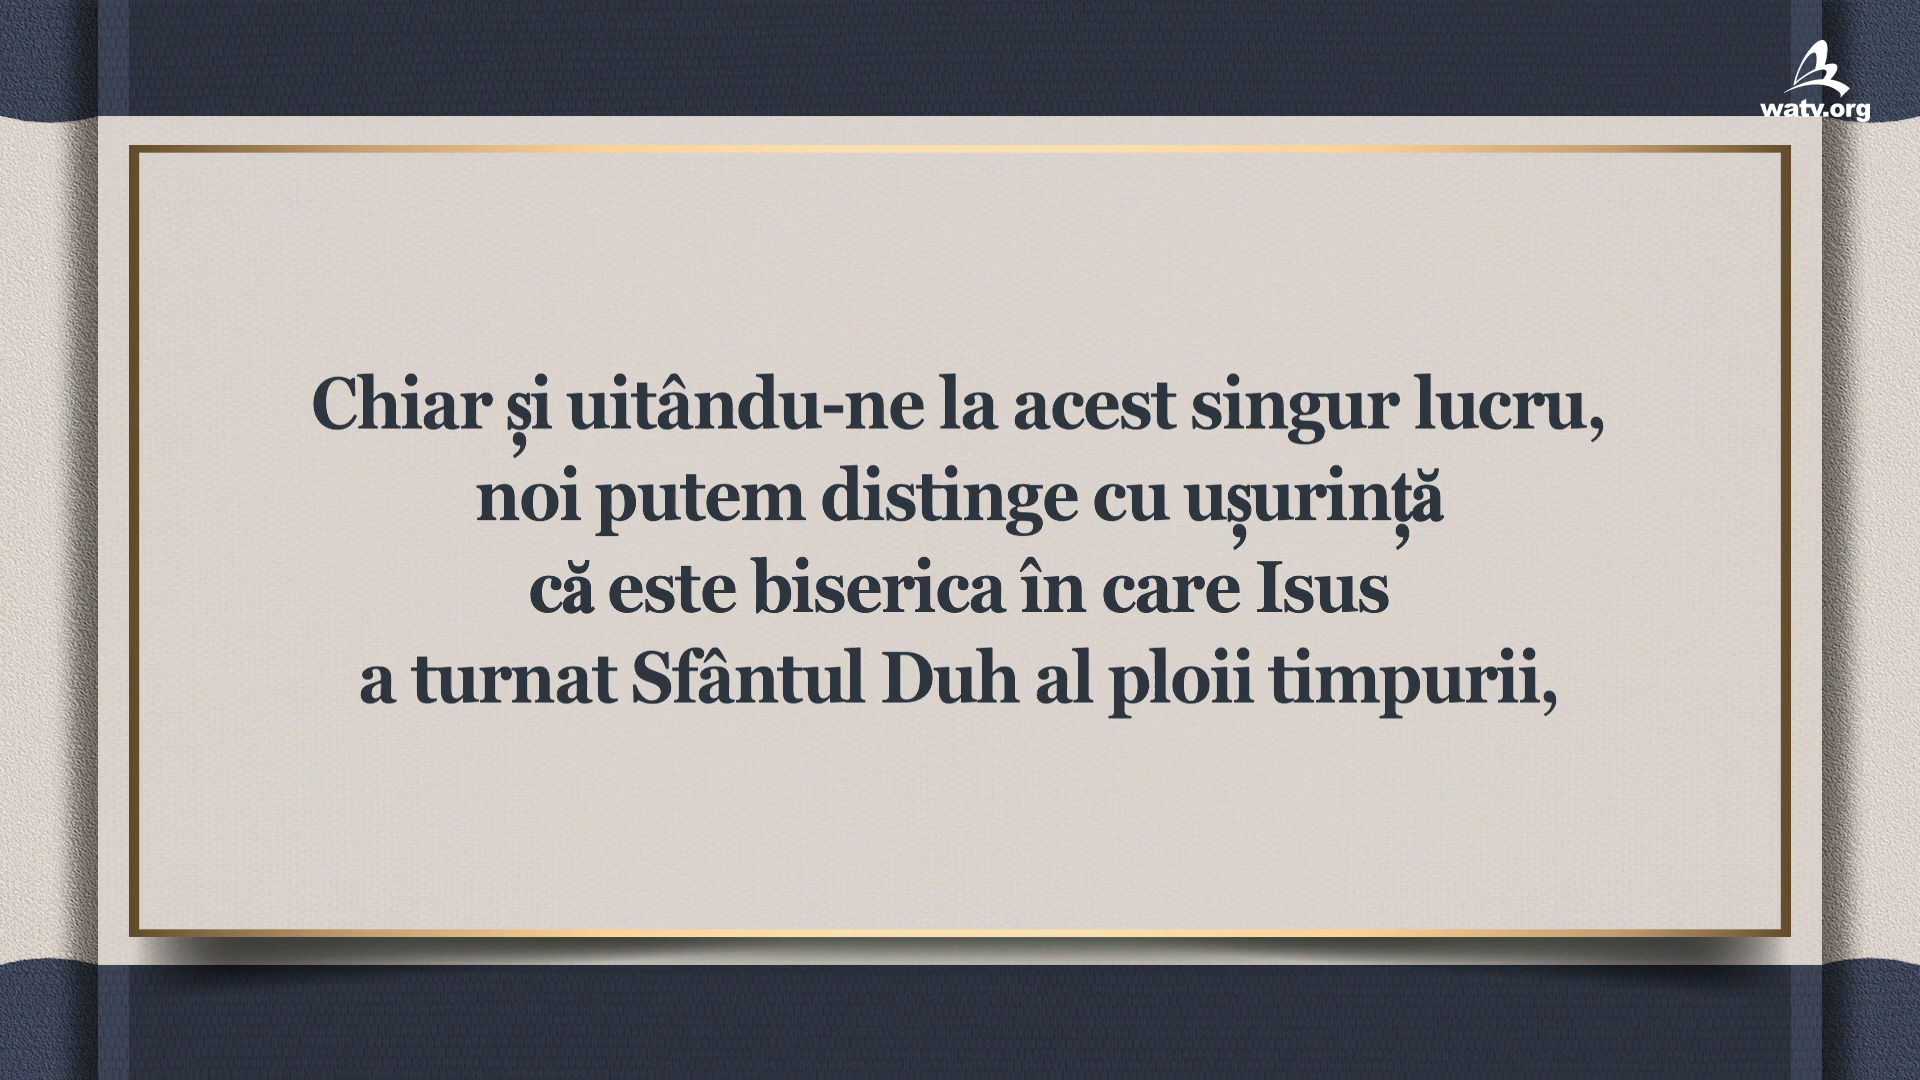 watv.org
Chiar și uitându-ne la acest singur lucru,
noi putem distinge cu ușurință
că este biserica în care Isus
a turnat Sfântul Duh al ploii timpurii,